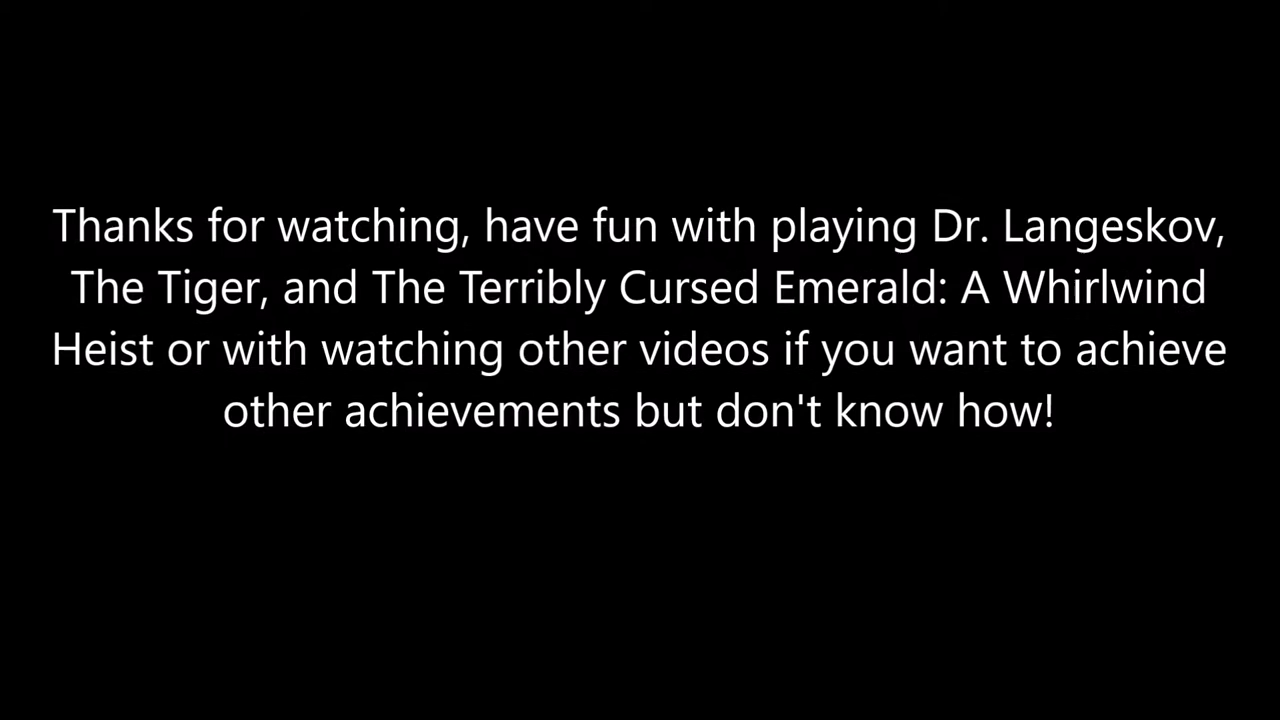 Thanks for watching, have fun with playing Dr. Langeskov,
The Tiger, and The Terribly Cursed Emerald: A Whirlwind
Heist or with watching other videos if you want to achieve
other achievements but don't know how!